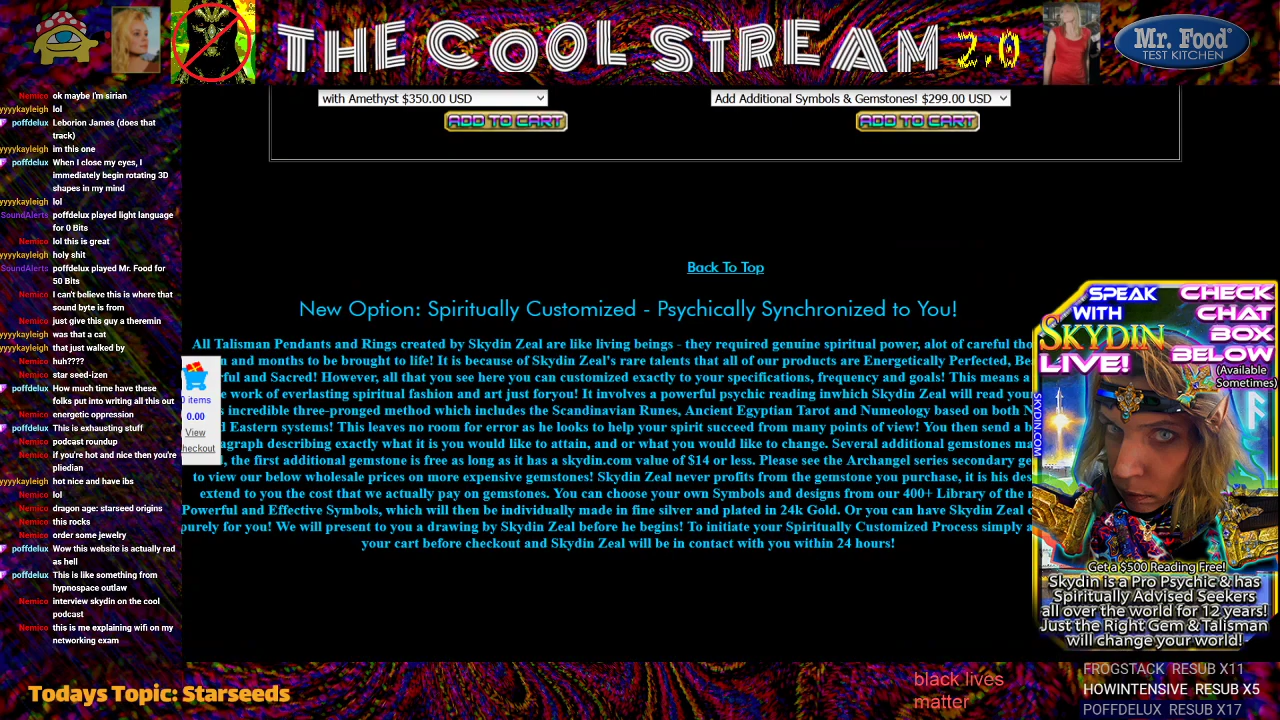 THE COOL STREAM 2.0
Mr. Food
TEST KITCHEN
Nemico ok maybe i'm sirian
yyyykayleigh lol
poffdelux Leborion James (does that
track)
yyyykayleigh im this one
poffdelux When I close my eyes, I
immediately begin rotating 3D
shapes in my mind
yyyykayleigh lol
SoundAlerts poffdelux played light language
for 0 Bits
Nemico lol this is great
yyyykayleigh holy shit
SoundAlerts poffdelux played Mr. Food for
50 Bits
Nemico I can't believe this is where that
sound byte is from
Nemico just give this guy a theremin
yyyykayleigh was that a cat
yyyykayleigh that just walked by
Nemico huh????
Nemico star seed-izen
poffdelux How much time have these
folks put into writing all this out
Nemico energetic oppression
poffdelux This is exhausting stuff
Nemico podcast roundup
Nemico if you're hot and nice then you're
pliedian
yyyykayleigh hot nice and have ibs
Nemico lol
Nemico dragon age: starseed origins
Nemico this rocks
Nemico order some jewelry
poffdelux Wow this website is actually rad
as hell
poffdelux This is like something from
hypnospace outlaw
Nemico interview skydin on the cool
podcast
Nemico this is me explaining wifi on my
networking exam
with Amethyst $350.00 USD
Add Additional Symbols & Gemstones! $299.00 USD
ADD TO CART
ADD TO CART
Back To Top
New Option: Spiritually Customized - Psychically Synchronized to You!
All Talisman Pendants and Rings created by Skydin Zeal are like living beings - they required genuine spiritual power, alot of careful tho
n and months to be brought to life! It is because of Skydin Zeal's rare talents that all of our products are Energetically Perfected, Be
rful and Sacred! However, all that you see here you can customized exactly to your specifications, frequency and goals! This means a
e work of everlasting spiritual fashion and art just foryou! It involves a powerful psychic reading inwhich Skydin Zeal will read your
s incredible three-pronged method which includes the Scandinavian Runes, Ancient Egyptian Tarot and Numeology based on both N
l Eastern systems! This leaves no room for error as he looks to help your spirit succeed from many points of view! You then send a b
agraph describing exactly what it is you would like to attain, and or what you would like to change. Several additional gemstones ma
, the first additional gemstone is free as long as it has a skydin.com value of $14 or less. Please see the Archangel series secondary ge
to view our below wholesale prices on more expensive gemstones! Skydin Zeal never profits from the gemstone you purchase, it is his des
extend to you the cost that we actually pay on gemstones. You can choose your own Symbols and designs from our 400+ Library of the m
Powerful and Effective Symbols, which will then be individually made in fine silver and plated in 24k Gold. Or you can have Skydin Zeal d
purely for you! We will present to you a drawing by Skydin Zeal before he begins! To initiate your Spiritually Customized Process simply a
your cart before checkout and Skydin Zeal will be in contact with you within 24 hours!
0 items
0.00
View
heckout
SPEAK
WITH
SKYDIN
LIVE!
CHECK
CHAT
BOX
BELOW
(Available
Sometimes)
SKYDIN.COM
Get a $500 Reading Free!
Skydin is a Pro Psychic & has
Spiritually Advised Seekers
all over the world for 12 years!
Just the Right Gem & Talisman
will change your world!
Todays Topic: Starseeds
black lives
matter
FROGSTACK RESUB X11
HOWINTENSIVE RESUB X5
POFFDELUX RESUB X17